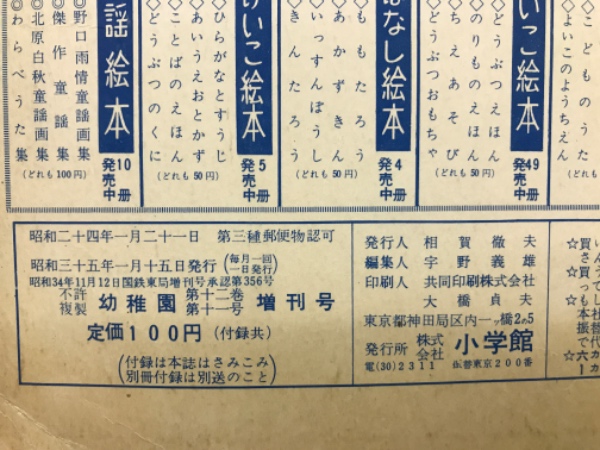 よいこのようちえん
こどものうた
いこ絵本
発売中
49冊
◇どうぶつえほん
◇のりものえほん
◇ちえあそび
◇どうぶつおもちゃ
(どれも50円)
なし絵本
発売中
4冊
ももたろう
あかずきん
いっすんぼうし
きんたろう
(どれも50円)
けいこ絵本
発売中
5冊
◇ひらがなとすうじ
◇あいうえおとかず
◇ことばのえほん
◇どうぶつのくに
(どれも50円)
謡絵本
発売中
10冊
◎野口雨情童謡画集
◎傑作童謡集
◎北原白秋童謡画集
◎わらべうた集
(どれも100円)
昭和二十四年一月二十一日 第三種郵便物認可
昭和三十五年一月十五日発行(毎月一回一日発行)
昭和34年11月12日国鉄東局増刊号承認第356号
不許複製 幼稚園 第十二巻第十一号 増刊号
定価100円(付録共)
(付録は本誌はさみこみ
別冊付録は別送のこと)
発行人 相賀徹夫
編集人 宇野義雄
印刷人 共同印刷株式会社
大橋貞夫
東京都神田局区内一ッ橋2の5
発行所 株式会社 小学館
電(30)2311 振替東京200番